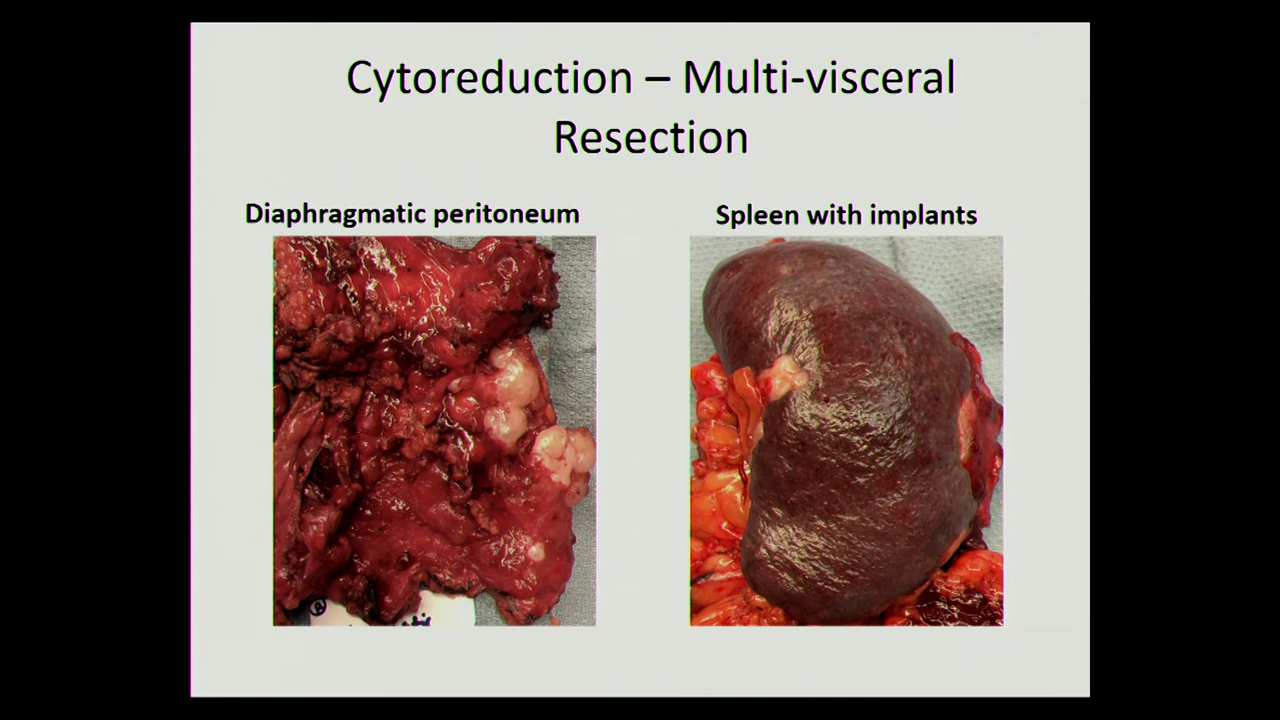 Cytoreduction – Multi-visceral
Resection
Diaphragmatic peritoneum
Spleen with implants
®